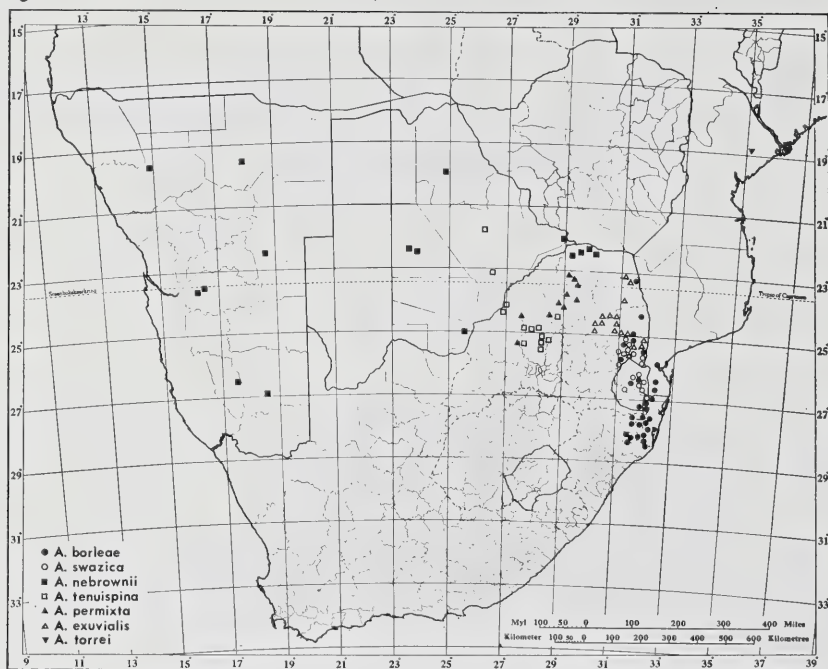 11° 13° 15° 17° 19° 21° 23° 25° 27° 29° 31° 33° 35°
15° 15°
17° 17°
19° 19°
21° 21°
23° 23°
Tropic of Capricorn
25° 25°
27° 27°
29° 29°
31° 31°
33° 33°
● A. borleae
○ A. swazica
■ A. nebrownii
□ A. tenuispina
▲ A. permixta
△ A. exuvialis
▼ A. torrei
Myl 100 50 0 100 200 300 400 Miles
Kilometer 100 50 0 100 200 300 400 500 600 Kilometres
9 11° 13° 15° 17° 19° 21° 23° 25° 27° 29° 31° 33° 35° 37° 39°